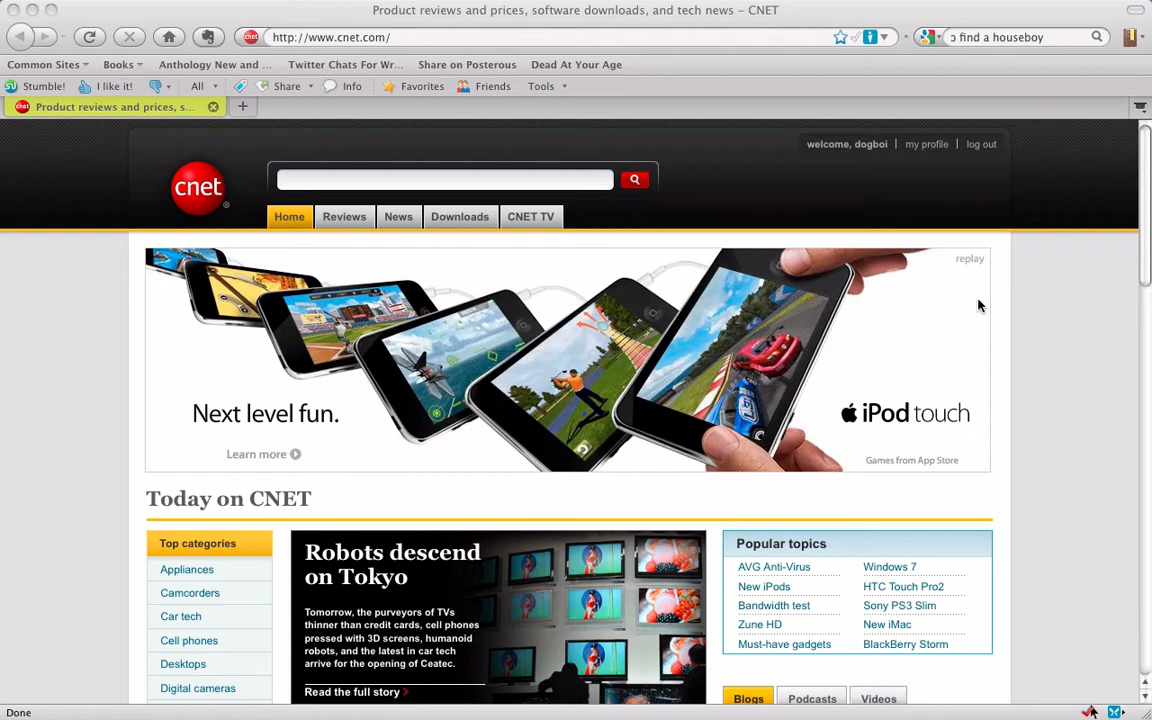 Product reviews and prices, software downloads, and tech news – CNET
http://www.cnet.com/
find a houseboy
Common Sites
Books
Anthology New and ...
Twitter Chats For Wr...
Share on Posterous
Dead At Your Age
Stumble!
I like it!
All
Share
Info
Favorites
Friends
Tools
Product reviews and prices, s...
welcome, dogboi
my profile
log out
cnet
Home
Reviews
News
Downloads
CNET TV
replay
Next level fun.
Learn more
iPod touch
Games from App Store
Today on CNET
Top categories
Appliances
Camcorders
Car tech
Cell phones
Desktops
Digital cameras
Robots descend
on Tokyo
Tomorrow, the purveyors of TVs
thinner than credit cards, cell phones
pressed with 3D screens, humanoid
robots, and the latest in car tech
arrive for the opening of Ceatec.
Read the full story
Popular topics
AVG Anti-Virus
Windows 7
New iPods
HTC Touch Pro2
Bandwidth test
Sony PS3 Slim
Zune HD
New iMac
Must-have gadgets
BlackBerry Storm
Blogs
Podcasts
Videos
Done